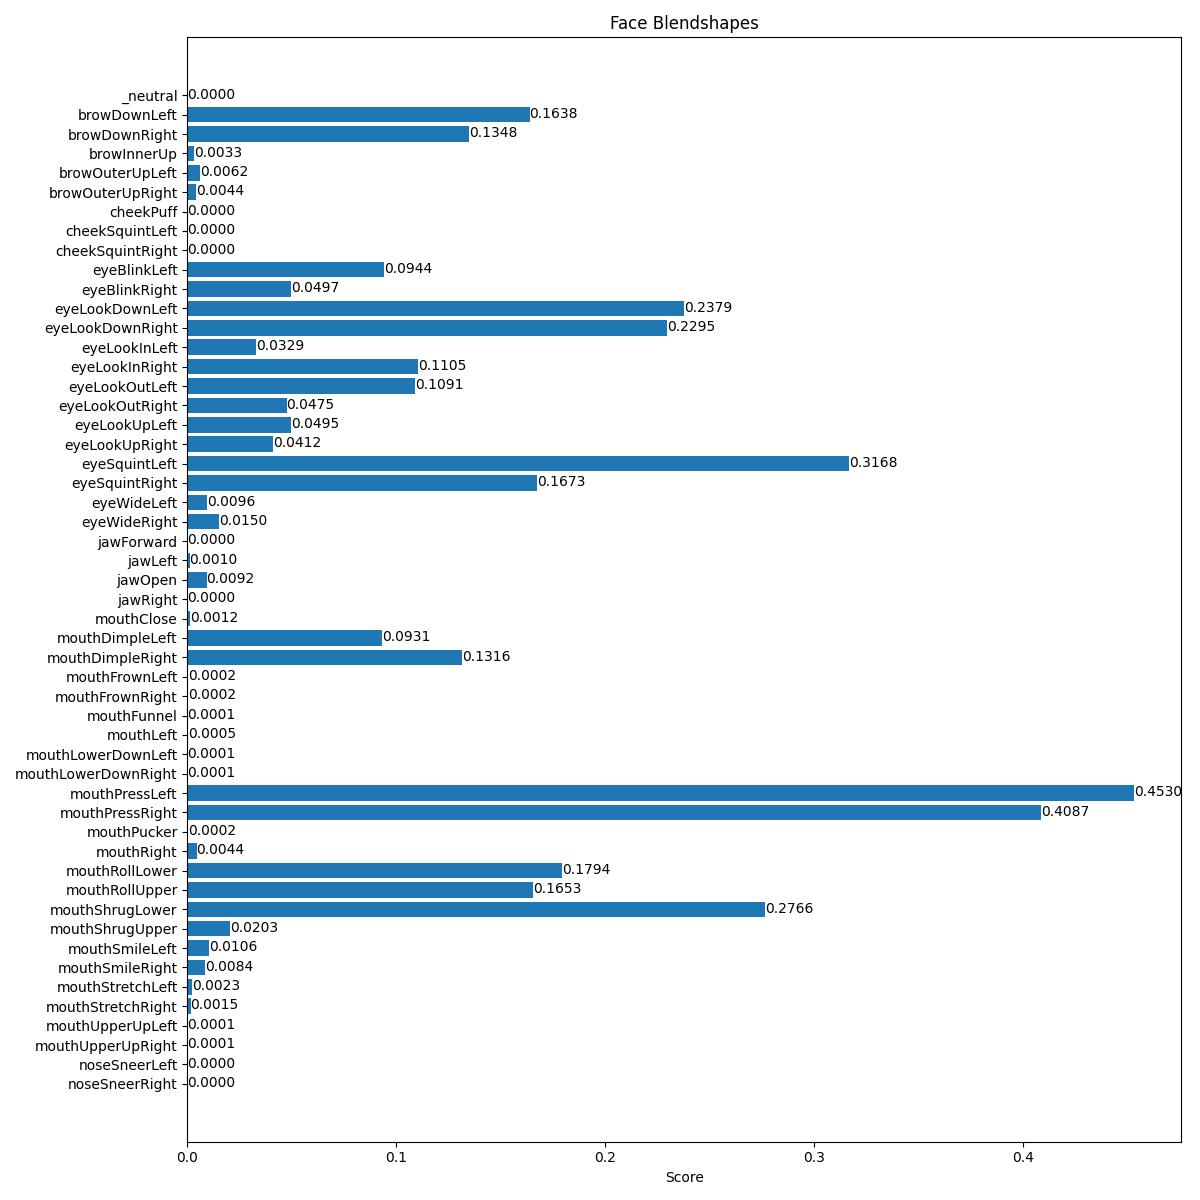 Face Blendshapes
_neutral 0.0000
browDownLeft 0.1638
browDownRight 0.1348
browInnerUp 0.0033
browOuterUpLeft 0.0062
browOuterUpRight 0.0044
cheekPuff 0.0000
cheekSquintLeft 0.0000
cheekSquintRight 0.0000
eyeBlinkLeft 0.0944
eyeBlinkRight 0.0497
eyeLookDownLeft 0.2379
eyeLookDownRight 0.2295
eyeLookInLeft 0.0329
eyeLookInRight 0.1105
eyeLookOutLeft 0.1091
eyeLookOutRight 0.0475
eyeLookUpLeft 0.0495
eyeLookUpRight 0.0412
eyeSquintLeft 0.3168
eyeSquintRight 0.1673
eyeWideLeft 0.0096
eyeWideRight 0.0150
jawForward 0.0000
jawLeft 0.0010
jawOpen 0.0092
jawRight 0.0000
mouthClose 0.0012
mouthDimpleLeft 0.0931
mouthDimpleRight 0.1316
mouthFrownLeft 0.0002
mouthFrownRight 0.0002
mouthFunnel 0.0001
mouthLeft 0.0005
mouthLowerDownLeft 0.0001
mouthLowerDownRight 0.0001
mouthPressLeft 0.4530
mouthPressRight 0.4087
mouthPucker 0.0002
mouthRight 0.0044
mouthRollLower 0.1794
mouthRollUpper 0.1653
mouthShrugLower 0.2766
mouthShrugUpper 0.0203
mouthSmileLeft 0.0106
mouthSmileRight 0.0084
mouthStretchLeft 0.0023
mouthStretchRight 0.0015
mouthUpperUpLeft 0.0001
mouthUpperUpRight 0.0001
noseSneerLeft 0.0000
noseSneerRight 0.0000
0.0 0.1 0.2 0.3 0.4
Score